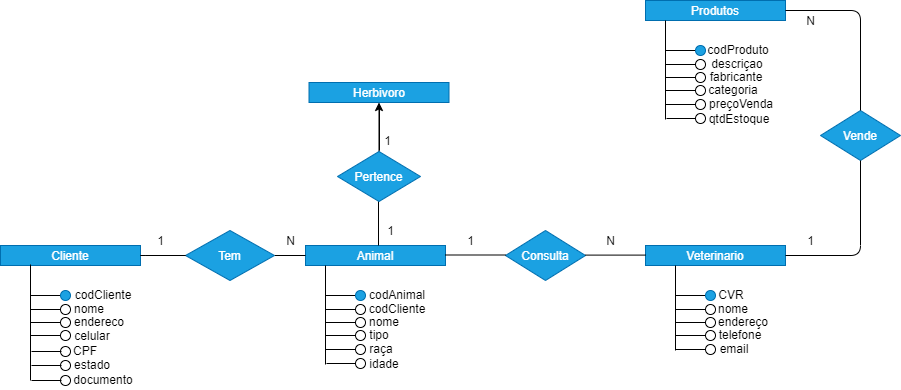 Produtos
N
codProduto
descriçao
fabricante
categoria
preçoVenda
qtdEstoque
Herbivoro
1
Vende
Pertence
1
Cliente
1
Tem
N
Animal
1
Consulta
N
Veterinario
1
codCliente
nome
endereco
celular
CPF
estado
documento
codAnimal
codCliente
nome
tipo
raça
idade
CVR
nome
endereço
telefone
email